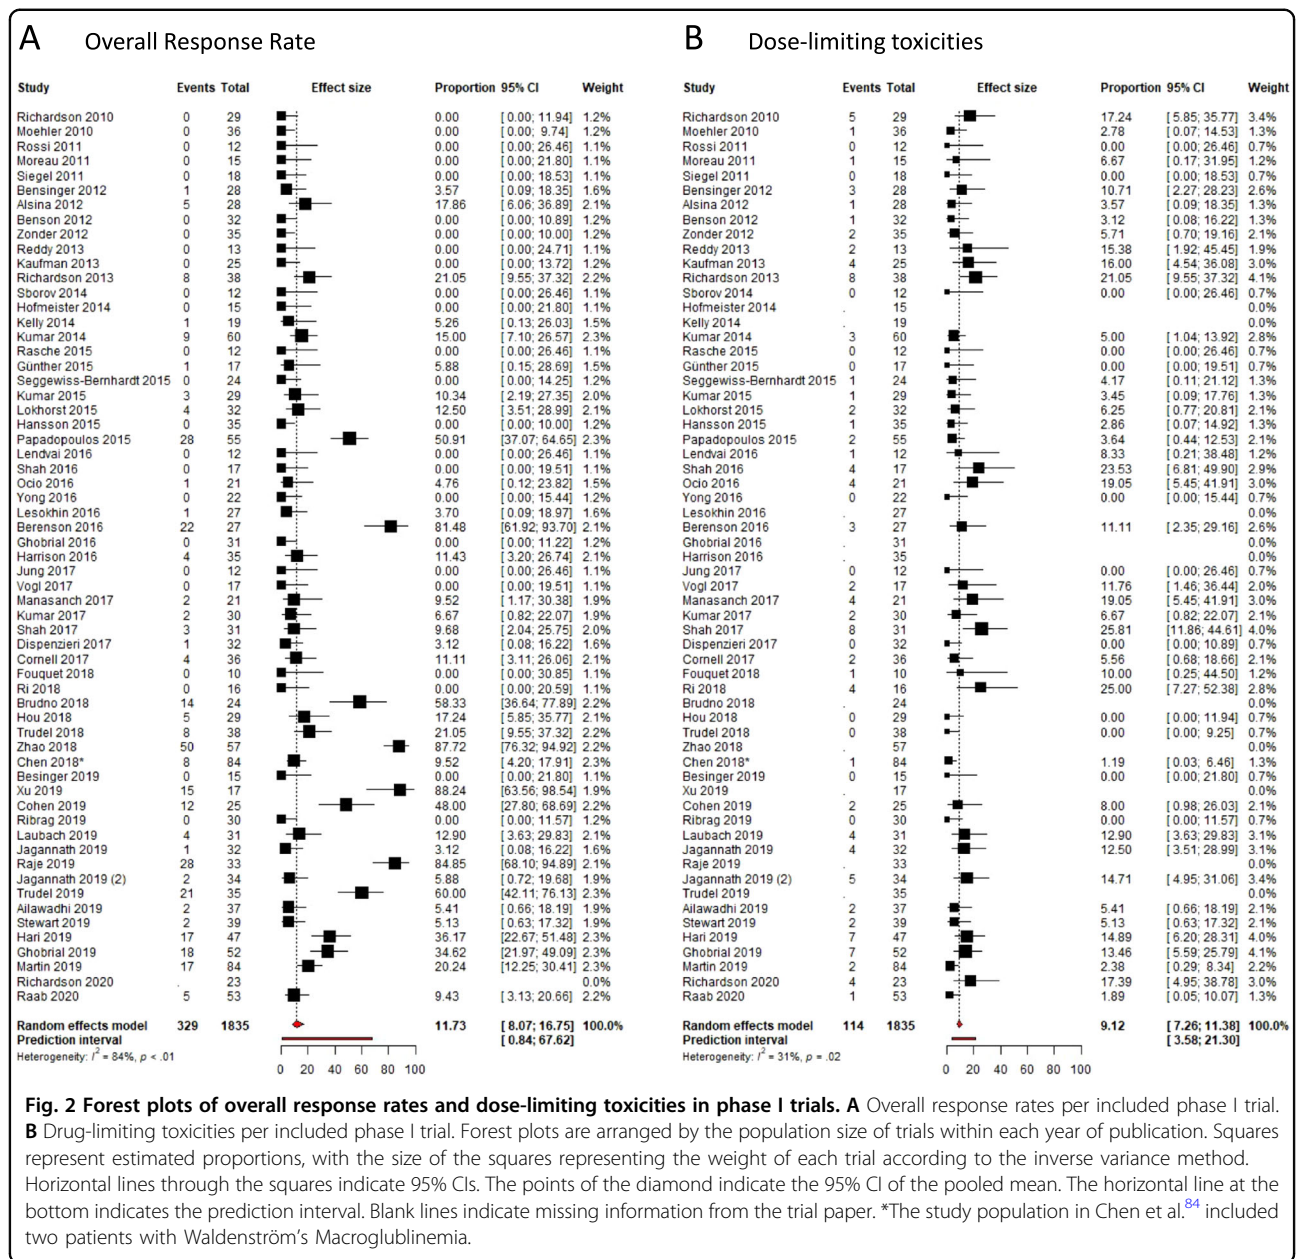 A Overall Response Rate
Study Events Total Effect size Proportion 95% CI Weight
Richardson 2010 0 29 0.00 [ 0.00; 11.94] 1.2%
Moehler 2010 0 36 0.00 [ 0.00; 9.74] 1.2%
Rossi 2011 0 12 0.00 [ 0.00; 26.46] 1.1%
Moreau 2011 0 15 0.00 [ 0.00; 21.80] 1.1%
Siegel 2011 0 18 0.00 [ 0.00; 18.53] 1.1%
Bensinger 2012 1 28 3.57 [ 0.09; 18.35] 1.6%
Alsina 2012 5 28 17.86 [ 6.06; 36.89] 2.1%
Benson 2012 0 32 0.00 [ 0.00; 10.89] 1.2%
Zonder 2012 0 35 0.00 [ 0.00; 10.00] 1.2%
Reddy 2013 0 13 0.00 [ 0.00; 24.71] 1.1%
Kaufman 2013 0 25 0.00 [ 0.00; 13.72] 1.1%
Richardson 2013 8 38 21.05 [ 9.55; 37.32] 2.2%
Sborov 2014 0 12 0.00 [ 0.00; 26.46] 1.1%
Hofmeister 2014 0 15 0.00 [ 0.00; 21.80] 1.1%
Kelly 2014 1 19 5.26 [ 0.13; 26.03] 1.5%
Kumar 2014 9 60 15.00 [ 7.10; 26.57] 2.3%
Rasche 2015 0 12 0.00 [ 0.00; 26.46] 1.1%
Günther 2015 1 17 5.88 [ 0.15; 28.69] 1.5%
Seggewiss-Bernhardt 2015 0 24 0.00 [ 0.00; 14.25] 1.2%
Kumar 2015 3 29 10.34 [ 2.19; 27.35] 2.0%
Lokhorst 2015 4 32 12.50 [ 3.51; 28.99] 2.1%
Hansson 2015 0 35 0.00 [ 0.00; 10.00] 1.2%
Papadopoulos 2015 28 55 50.91 [37.07; 64.65] 2.3%
Lendvai 2016 0 12 0.00 [ 0.00; 26.46] 1.1%
Shah 2016 0 17 0.00 [ 0.00; 19.51] 1.1%
Ocio 2016 1 21 4.76 [ 0.12; 23.82] 1.5%
Yong 2016 0 22 0.00 [ 0.00; 15.44] 1.2%
Lesokhin 2016 1 27 3.70 [ 0.09; 18.97] 1.5%
Berenson 2016 22 27 81.48 [61.92; 93.70] 2.1%
Ghobrial 2016 0 31 0.00 [ 0.00; 11.22] 1.2%
Harrison 2016 4 35 11.43 [ 3.20; 26.74] 2.1%
Jung 2017 0 12 0.00 [ 0.00; 26.46] 1.1%
Vogl 2017 0 17 0.00 [ 0.00; 19.51] 1.1%
Manasanch 2017 2 21 9.52 [ 1.17; 30.38] 1.9%
Kumar 2017 2 30 6.67 [ 0.82; 22.07] 1.9%
Shah 2017 3 31 9.68 [ 2.04; 25.75] 2.0%
Dispenzieri 2017 1 32 3.12 [ 0.08; 16.22] 1.5%
Cornell 2017 4 36 11.11 [ 3.11; 26.06] 2.1%
Fouquet 2018 0 10 0.00 [ 0.00; 30.85] 1.1%
Ri 2018 0 16 0.00 [ 0.00; 20.59] 1.1%
Brudno 2018 14 24 58.33 [36.64; 77.89] 2.2%
Hou 2018 5 29 17.24 [ 5.85; 35.77] 2.1%
Trudel 2018 8 38 21.05 [ 9.55; 37.32] 2.2%
Zhao 2018 50 57 87.72 [76.32; 94.92] 2.2%
Chen 2018* 8 84 9.52 [ 4.20; 17.91] 2.3%
Besinger 2019 0 15 0.00 [ 0.00; 21.80] 1.1%
Xu 2019 15 17 88.24 [63.56; 98.54] 1.9%
Cohen 2019 12 25 48.00 [27.80; 68.69] 2.2%
Ribrag 2019 0 30 0.00 [ 0.00; 11.57] 1.2%
Laubach 2019 4 31 12.90 [ 3.63; 29.83] 2.1%
Jagannath 2019 1 32 3.12 [ 0.08; 16.22] 1.5%
Raje 2019 28 33 84.85 [68.10; 94.89] 2.1%
Jagannath 2019 (2) 2 34 5.88 [ 0.72; 19.68] 1.9%
Trudel 2019 21 35 60.00 [42.11; 76.13] 2.3%
Ailawadhi 2019 2 37 5.41 [ 0.66; 18.19] 1.9%
Stewart 2019 2 39 5.13 [ 0.63; 17.32] 1.9%
Hari 2019 17 47 36.17 [22.67; 51.48] 2.3%
Ghobrial 2019 18 52 34.62 [21.97; 49.09] 2.3%
Martin 2019 17 84 20.24 [12.25; 30.41] 2.3%
Richardson 2020 . 23 0.0%
Raab 2020 5 53 9.43 [ 3.13; 20.66] 2.2%
Random effects model 329 1835 11.73 [ 8.07; 16.75] 100.0%
Prediction interval [ 0.84; 67.62]
Heterogeneity: I² = 84%, p < .01
0 20 40 60 80 100
B Dose-limiting toxicities
Study Events Total Effect size Proportion 95% CI Weight
Richardson 2010 5 29 17.24 [ 5.85; 35.77] 3.4%
Moehler 2010 1 36 2.78 [ 0.07; 14.53] 1.3%
Rossi 2011 0 12 0.00 [ 0.00; 26.46] 0.7%
Moreau 2011 1 15 6.67 [ 0.17; 31.95] 1.2%
Siegel 2011 0 18 0.00 [ 0.00; 18.53] 0.7%
Bensinger 2012 3 28 10.71 [ 2.27; 28.23] 2.6%
Alsina 2012 1 28 3.57 [ 0.09; 18.35] 1.3%
Benson 2012 1 32 3.12 [ 0.08; 16.22] 1.3%
Zonder 2012 2 35 5.71 [ 0.70; 19.16] 2.1%
Reddy 2013 2 13 15.38 [ 1.92; 45.45] 1.9%
Kaufman 2013 4 25 16.00 [ 4.54; 36.08] 3.0%
Richardson 2013 8 38 21.05 [ 9.55; 37.32] 4.1%
Sborov 2014 0 12 0.00 [ 0.00; 26.46] 0.7%
Hofmeister 2014 . 15 0.0%
Kelly 2014 . 19 0.0%
Kumar 2014 3 60 5.00 [ 1.04; 13.92] 2.8%
Rasche 2015 0 12 0.00 [ 0.00; 26.46] 0.7%
Günther 2015 0 17 0.00 [ 0.00; 19.51] 0.7%
Seggewiss-Bernhardt 2015 1 24 4.17 [ 0.11; 21.12] 1.3%
Kumar 2015 1 29 3.45 [ 0.09; 17.76] 1.3%
Lokhorst 2015 2 32 6.25 [ 0.77; 20.81] 2.1%
Hansson 2015 1 35 2.86 [ 0.07; 14.92] 1.3%
Papadopoulos 2015 2 55 3.64 [ 0.44; 12.53] 2.1%
Lendvai 2016 1 12 8.33 [ 0.21; 38.48] 1.2%
Shah 2016 4 17 23.53 [ 6.81; 49.90] 2.9%
Ocio 2016 4 21 19.05 [ 5.45; 41.91] 3.0%
Yong 2016 0 22 0.00 [ 0.00; 15.44] 0.7%
Lesokhin 2016 . 27 0.0%
Berenson 2016 3 27 11.11 [ 2.35; 29.16] 2.6%
Ghobrial 2016 . 31 0.0%
Harrison 2016 . 35 0.0%
Jung 2017 0 12 0.00 [ 0.00; 26.46] 0.7%
Vogl 2017 2 17 11.76 [ 1.46; 36.44] 2.0%
Manasanch 2017 4 21 19.05 [ 5.45; 41.91] 3.0%
Kumar 2017 2 30 6.67 [ 0.82; 22.07] 2.1%
Shah 2017 8 31 25.81 [11.86; 44.61] 4.0%
Dispenzieri 2017 0 32 0.00 [ 0.00; 10.89] 0.7%
Cornell 2017 2 36 5.56 [ 0.68; 18.66] 2.1%
Fouquet 2018 1 10 10.00 [ 0.25; 44.50] 1.2%
Ri 2018 4 16 25.00 [ 7.27; 52.38] 2.8%
Brudno 2018 . 24 0.0%
Hou 2018 0 29 0.00 [ 0.00; 11.94] 0.7%
Trudel 2018 0 38 0.00 [ 0.00; 9.25] 0.7%
Zhao 2018 . 57 0.0%
Chen 2018* 1 84 1.19 [ 0.03; 6.46] 1.3%
Besinger 2019 0 15 0.00 [ 0.00; 21.80] 0.7%
Xu 2019 . 17 0.0%
Cohen 2019 2 25 8.00 [ 0.98; 26.03] 2.1%
Ribrag 2019 0 30 0.00 [ 0.00; 11.57] 0.7%
Laubach 2019 4 31 12.90 [ 3.63; 29.83] 3.1%
Jagannath 2019 4 32 12.50 [ 3.51; 28.99] 3.1%
Raje 2019 . 33 0.0%
Jagannath 2019 (2) 5 34 14.71 [ 4.95; 31.06] 3.4%
Trudel 2019 . 35 0.0%
Ailawadhi 2019 2 37 5.41 [ 0.66; 18.19] 2.1%
Stewart 2019 2 39 5.13 [ 0.63; 17.32] 2.1%
Hari 2019 7 47 14.89 [ 6.20; 28.31] 4.0%
Ghobrial 2019 7 52 13.46 [ 5.59; 25.79] 4.1%
Martin 2019 2 84 2.38 [ 0.29; 8.34] 2.2%
Richardson 2020 4 23 17.39 [ 4.95; 38.78] 3.0%
Raab 2020 1 53 1.89 [ 0.05; 10.07] 1.3%
Random effects model 114 1835 9.12 [ 7.26; 11.38] 100.0%
Prediction interval [ 3.58; 21.30]
Heterogeneity: I² = 31%, p = .02
0 20 40 60 80 100
Fig. 2 Forest plots of overall response rates and dose-limiting toxicities in phase I trials. A Overall response rates per included phase I trial.
B Drug-limiting toxicities per included phase I trial. Forest plots are arranged by the population size of trials within each year of publication. Squares
represent estimated proportions, with the size of the squares representing the weight of each trial according to the inverse variance method.
Horizontal lines through the squares indicate 95% CIs. The points of the diamond indicate the 95% CI of the pooled mean. The horizontal line at the
bottom indicates the prediction interval. Blank lines indicate missing information from the trial paper. *The study population in Chen et al.84 included
two patients with Waldenström's Macroglublinemia.